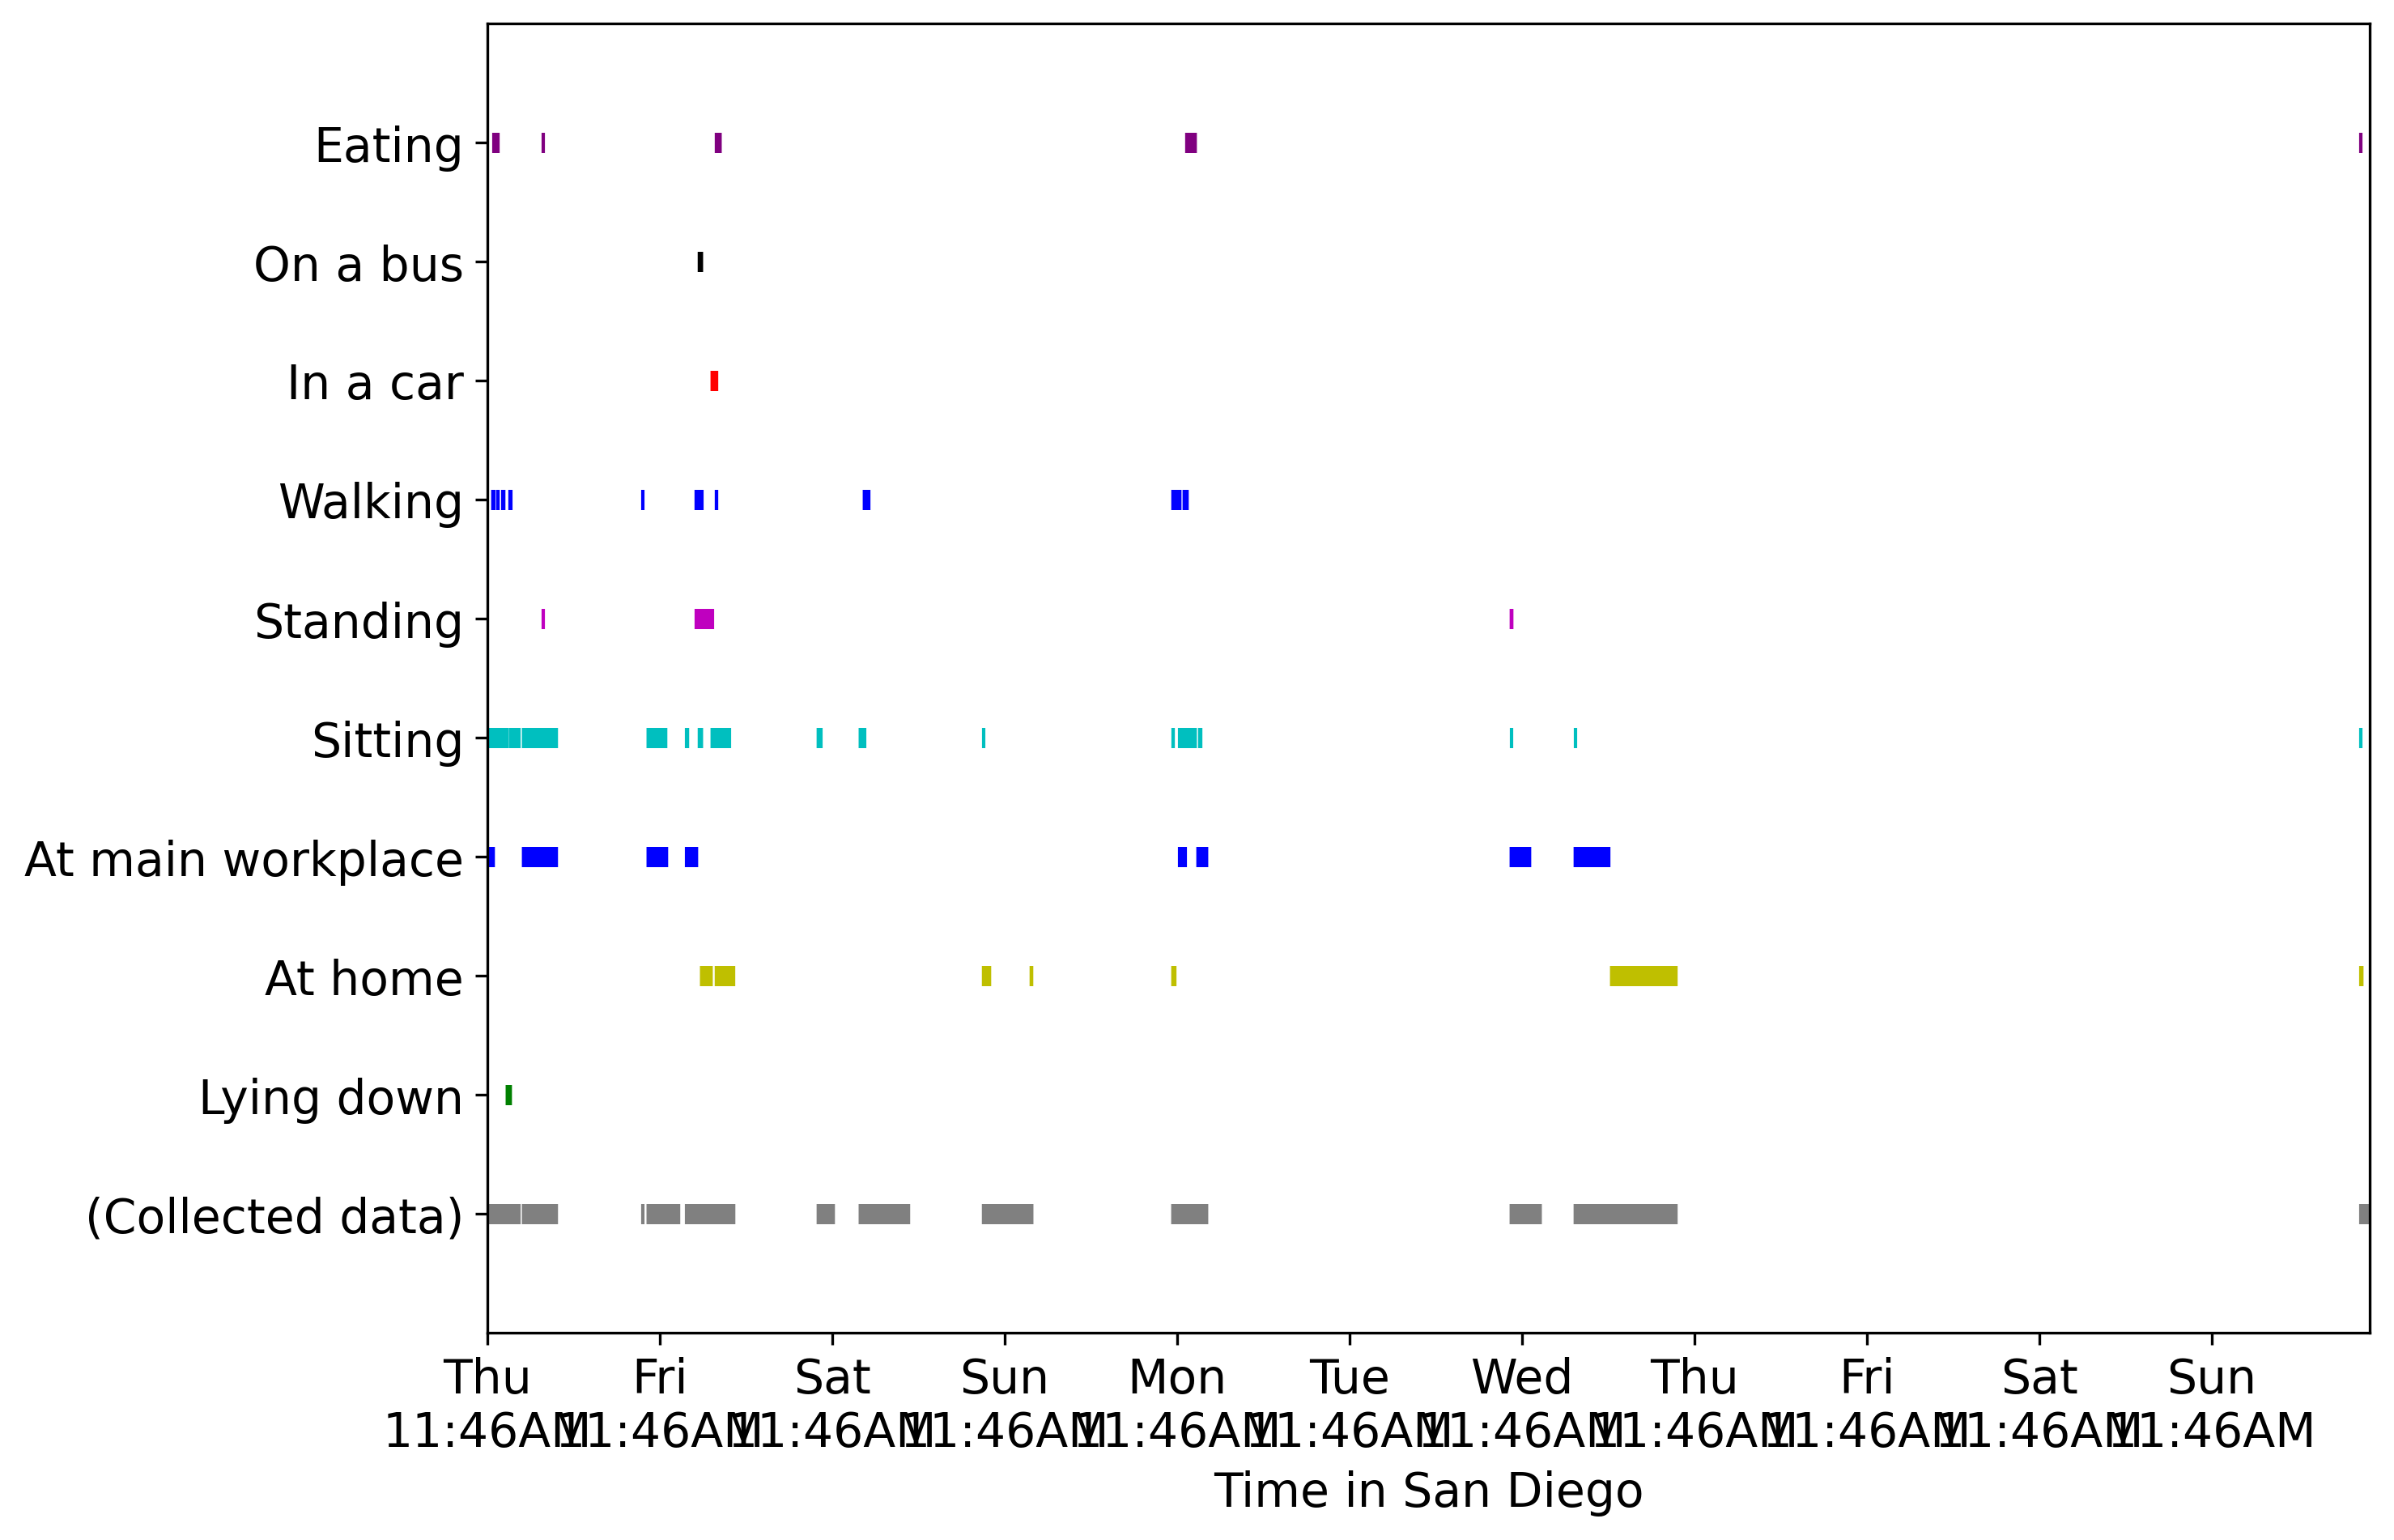 Eating
On a bus
In a car
Walking
Standing
Sitting
At main workplace
At home
Lying down
(Collected data)
Thu Fri Sat Sun Mon Tue Wed Thu Fri Sat Sun
11:46AM 11:46AM 11:46AM 11:46AM 11:46AM 11:46AM 11:46AM 11:46AM 11:46AM 11:46AM 11:46AM
Time in San Diego